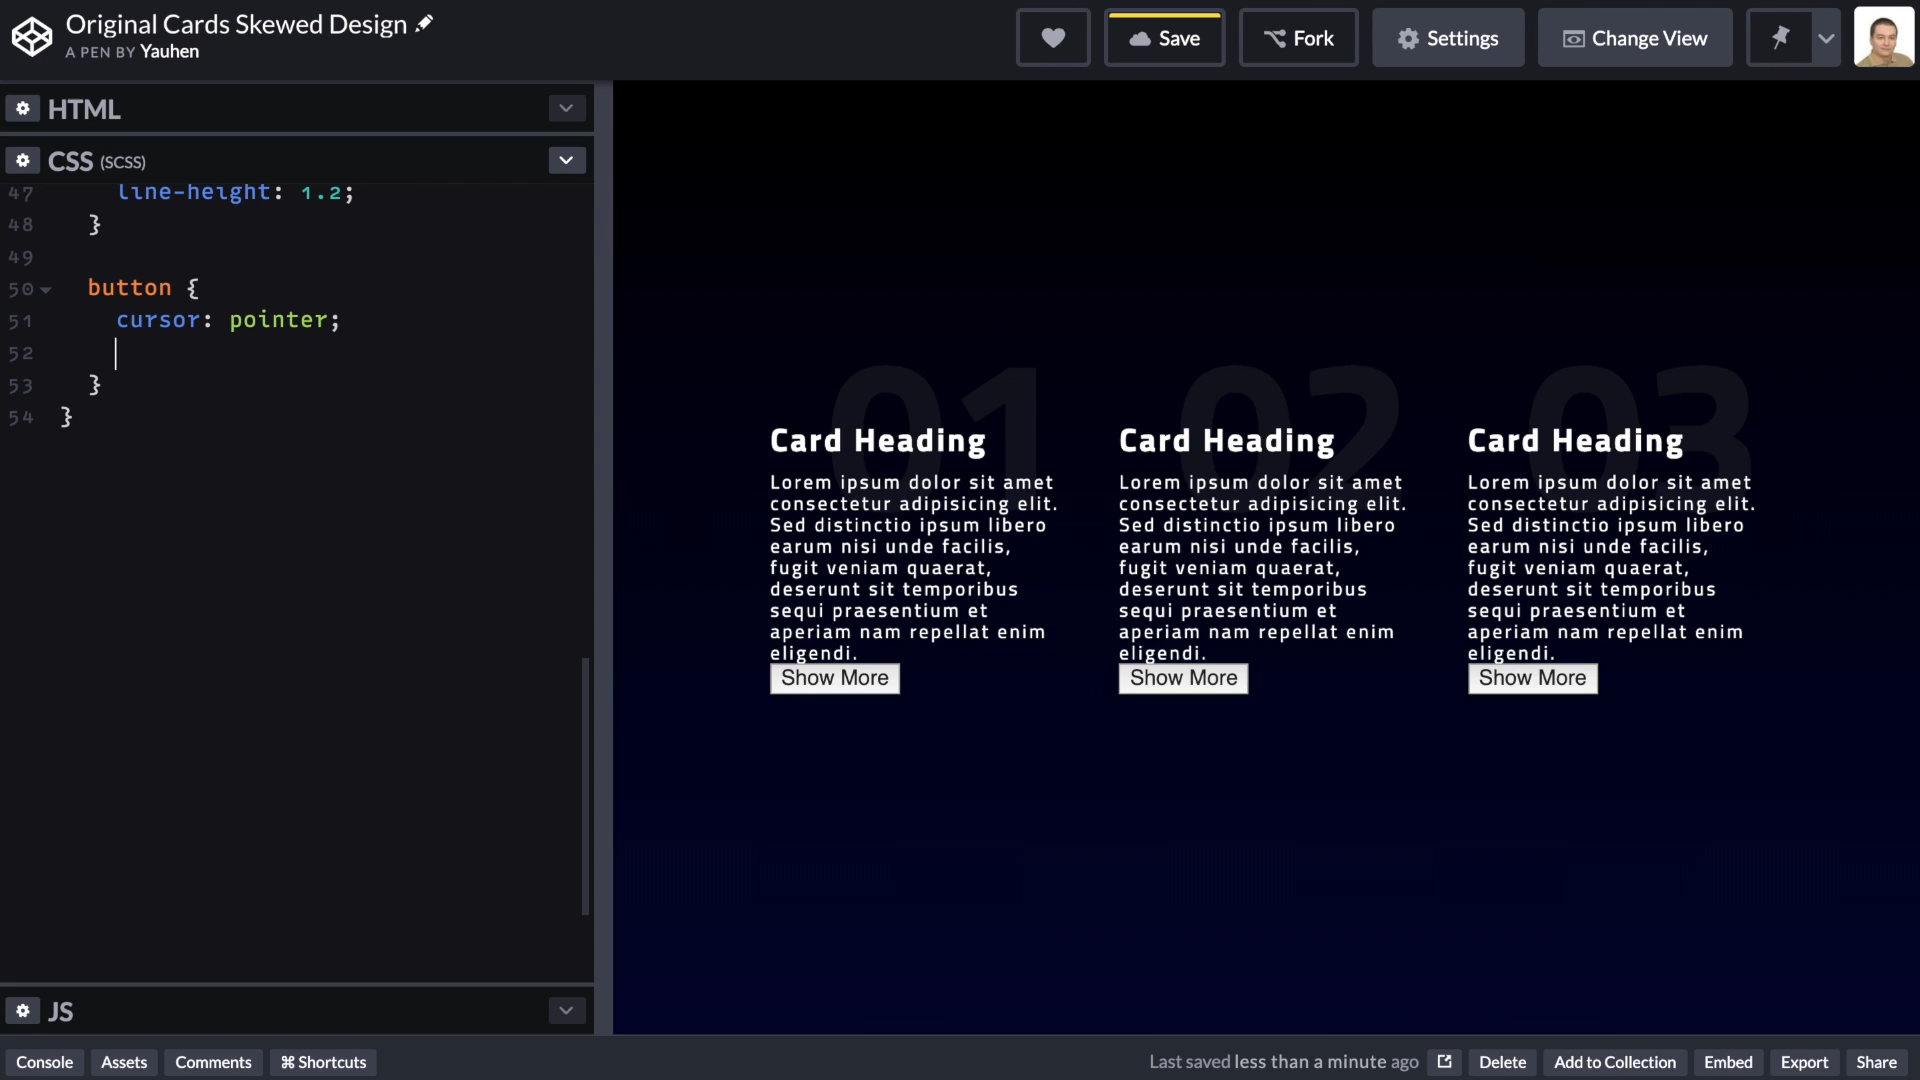 Original Cards Skewed Design
A PEN BY Yauhen
Save
Fork
Settings
Change View
HTML
CSS (SCSS)
47 line-height: 1.2;
48 }
49
50 button {
51 cursor: pointer;
52
53 }
54 }
01
Card Heading
Lorem ipsum dolor sit amet
consectetur adipisicing elit.
Sed distinctio ipsum libero
earum nisi unde facilis,
fugit veniam quaerat,
deserunt sit temporibus
sequi praesentium et
aperiam nam repellat enim
eligendi.
Show More
02
Card Heading
Lorem ipsum dolor sit amet
consectetur adipisicing elit.
Sed distinctio ipsum libero
earum nisi unde facilis,
fugit veniam quaerat,
deserunt sit temporibus
sequi praesentium et
aperiam nam repellat enim
eligendi.
Show More
03
Card Heading
Lorem ipsum dolor sit amet
consectetur adipisicing elit.
Sed distinctio ipsum libero
earum nisi unde facilis,
fugit veniam quaerat,
deserunt sit temporibus
sequi praesentium et
aperiam nam repellat enim
eligendi.
Show More
JS
Console
Assets
Comments
⌘ Shortcuts
Last saved less than a minute ago
Delete
Add to Collection
Embed
Export
Share